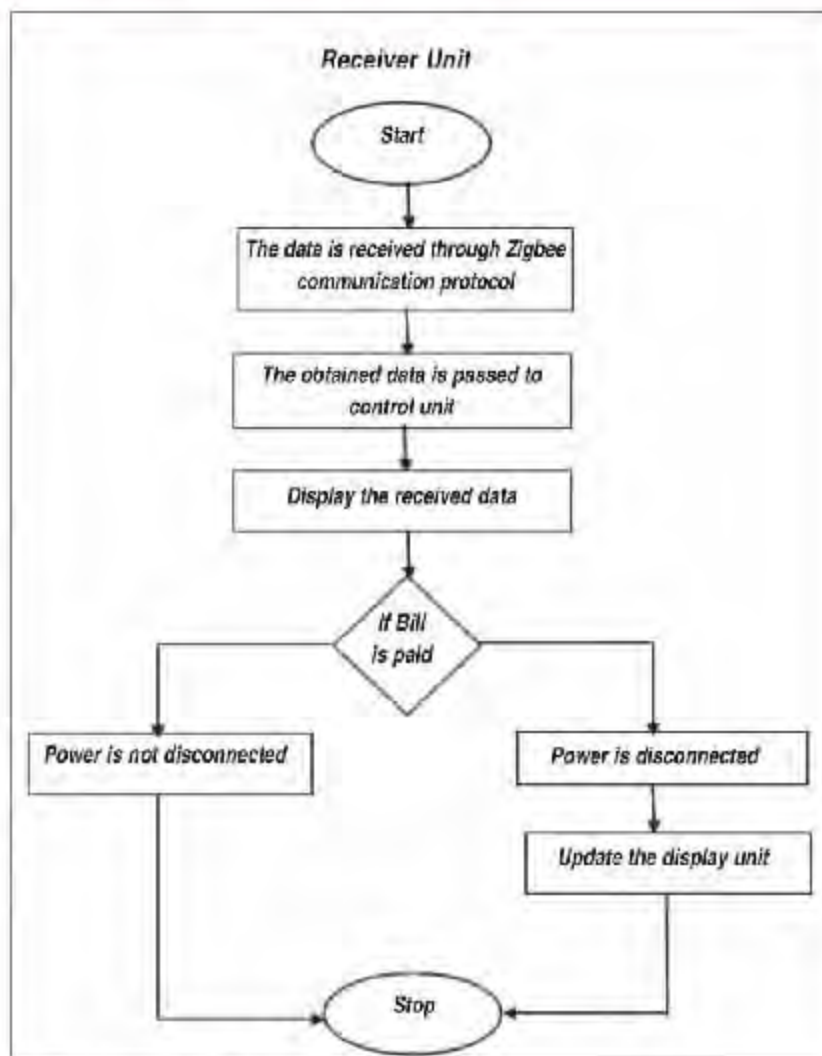 Receiver Unit
Start
The data is received through Zigbee
communication protocol
The obtained data is passed to
control unit
Display the received data
If Bill
is paid
Power is not disconnected
Power is disconnected
Update the display unit
Stop